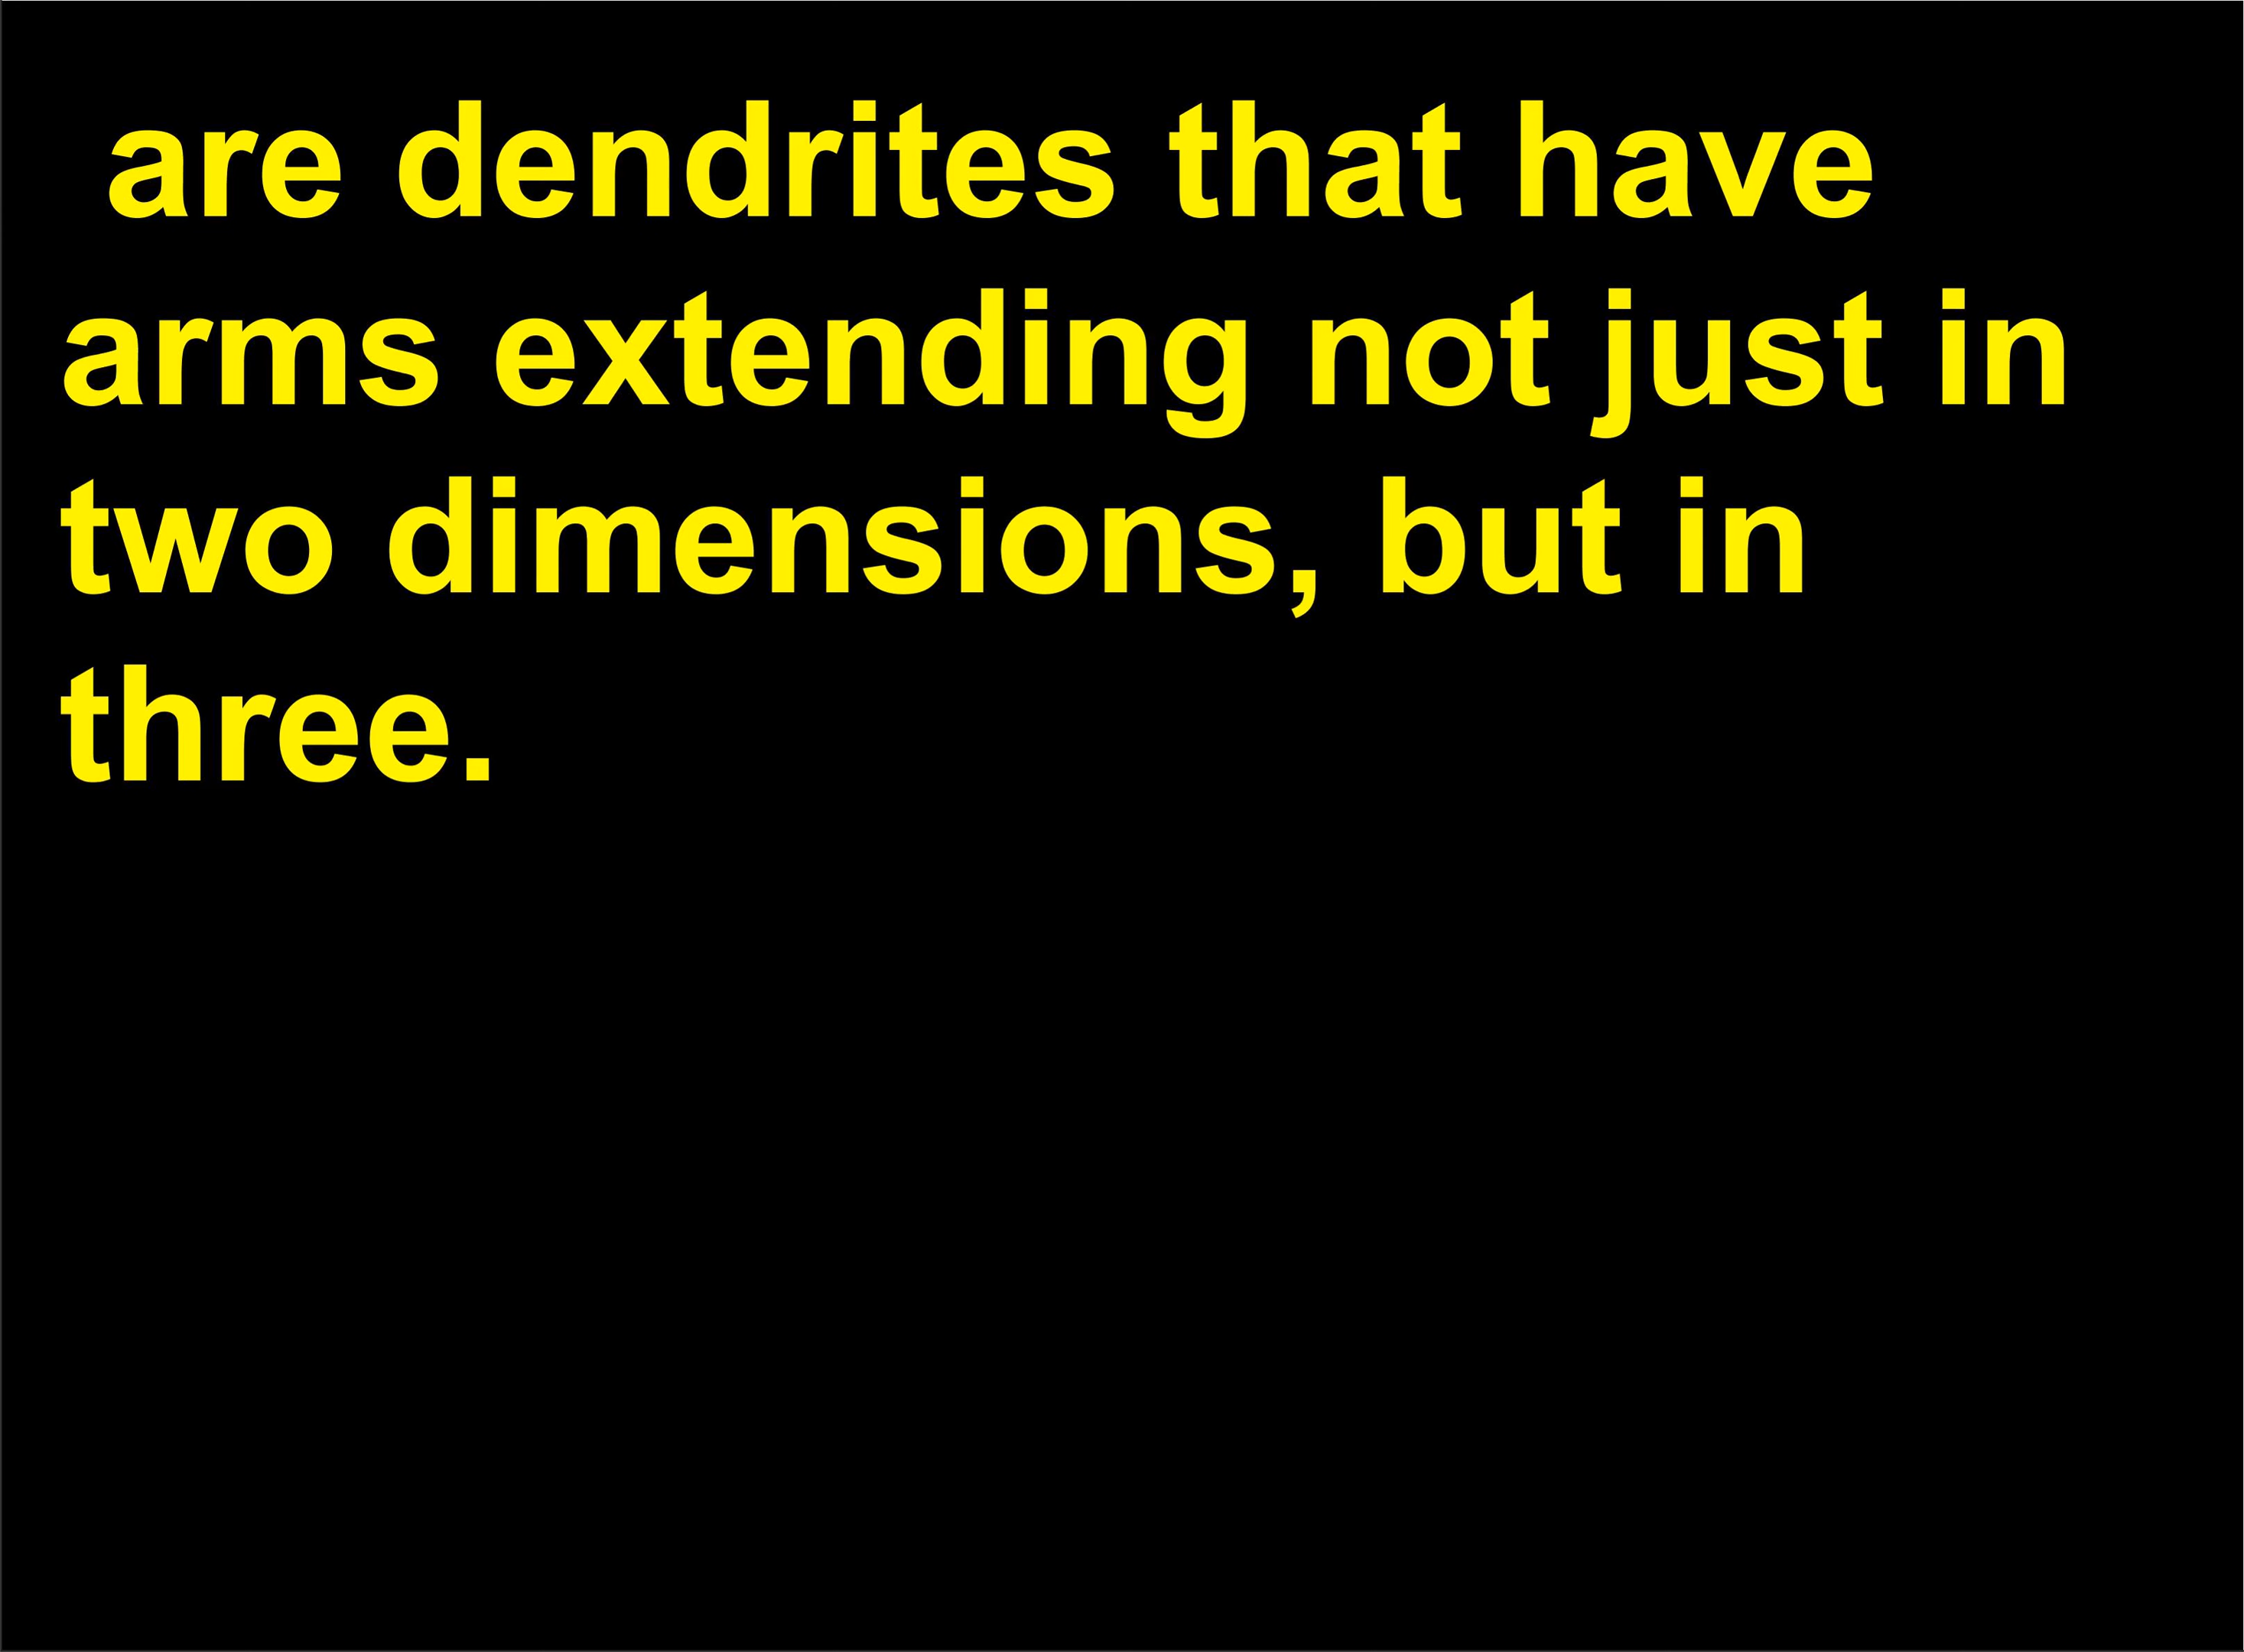 are dendrites that have
arms extending not just in
two dimensions, but in
three.